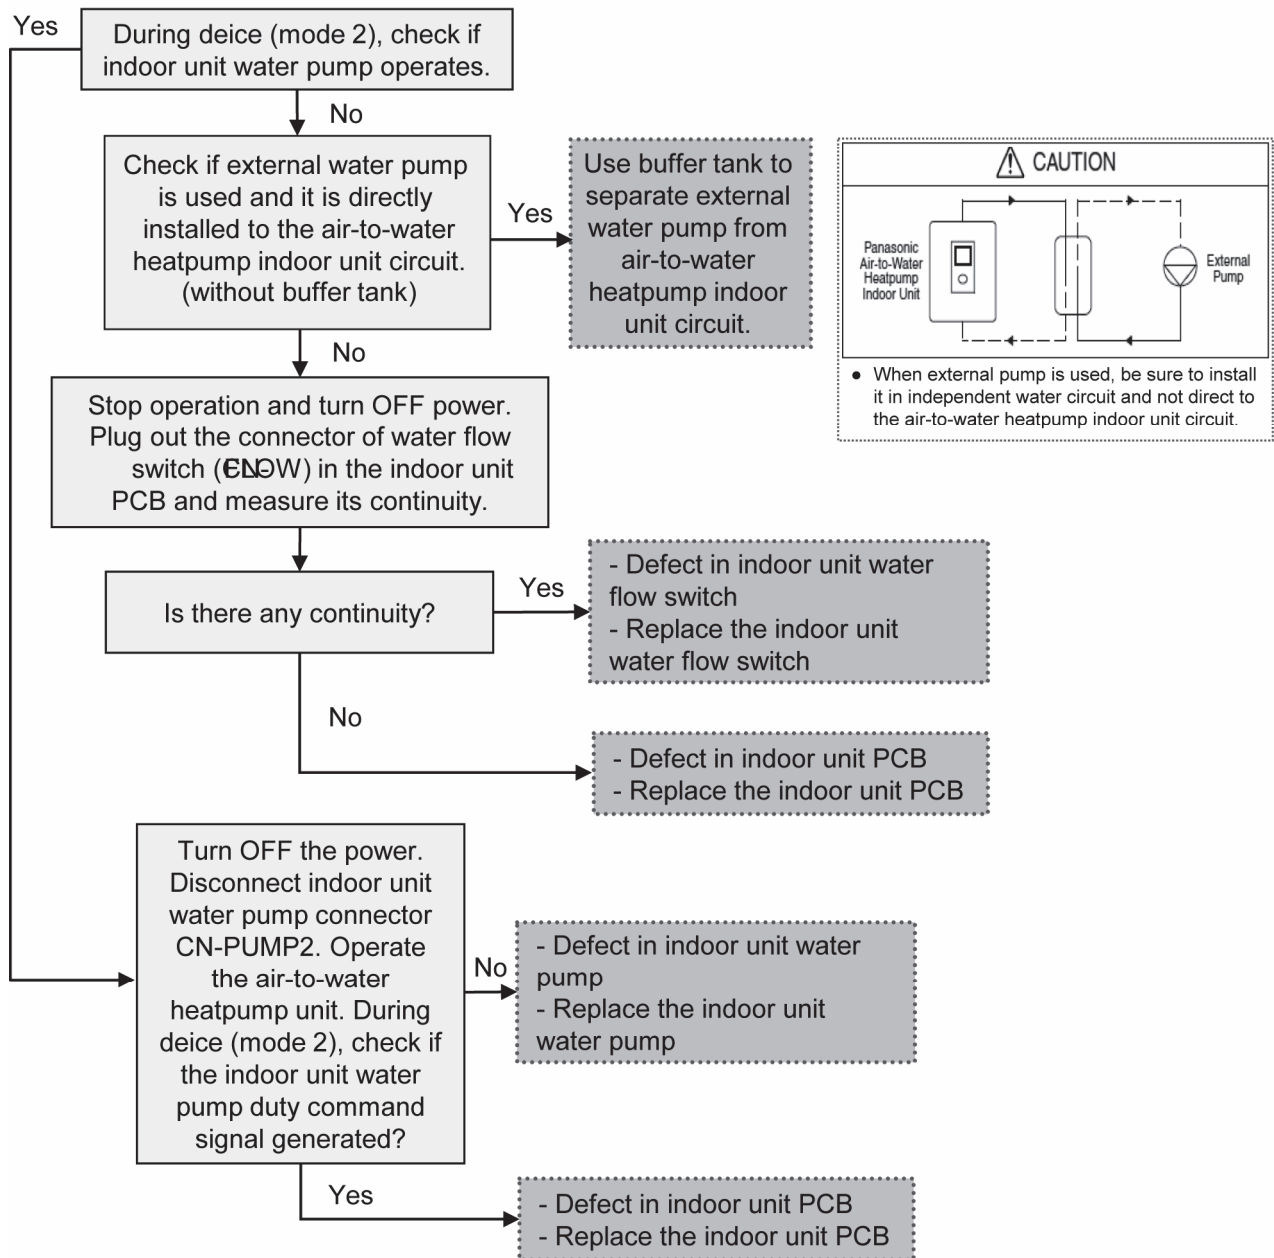 Yes
During deice (mode 2), check if
indoor unit water pump operates.
No
Check if external water pump
is used and it is directly
installed to the air-to-water
heatpump indoor unit circuit.
(without buffer tank)
Yes
Use buffer tank to
separate external
water pump from
air-to-water
heatpump indoor
unit circuit.
CAUTION
Panasonic
Air-to-Water
Heatpump
Indoor Unit
External
Pump
● When external pump is used, be sure to install
it in independent water circuit and not direct to
the air-to-water heatpump indoor unit circuit.
No
Stop operation and turn OFF power.
Plug out the connector of water flow
switch (CN-FLOW) in the indoor unit
PCB and measure its continuity.
Is there any continuity?
Yes
- Defect in indoor unit water
flow switch
- Replace the indoor unit
water flow switch
No
- Defect in indoor unit PCB
- Replace the indoor unit PCB
Turn OFF the power.
Disconnect indoor unit
water pump connector
CN-PUMP2. Operate
the air-to-water
heatpump unit. During
deice (mode 2), check if
the indoor unit water
pump duty command
signal generated?
No
- Defect in indoor unit water
pump
- Replace the indoor unit
water pump
Yes
- Defect in indoor unit PCB
- Replace the indoor unit PCB